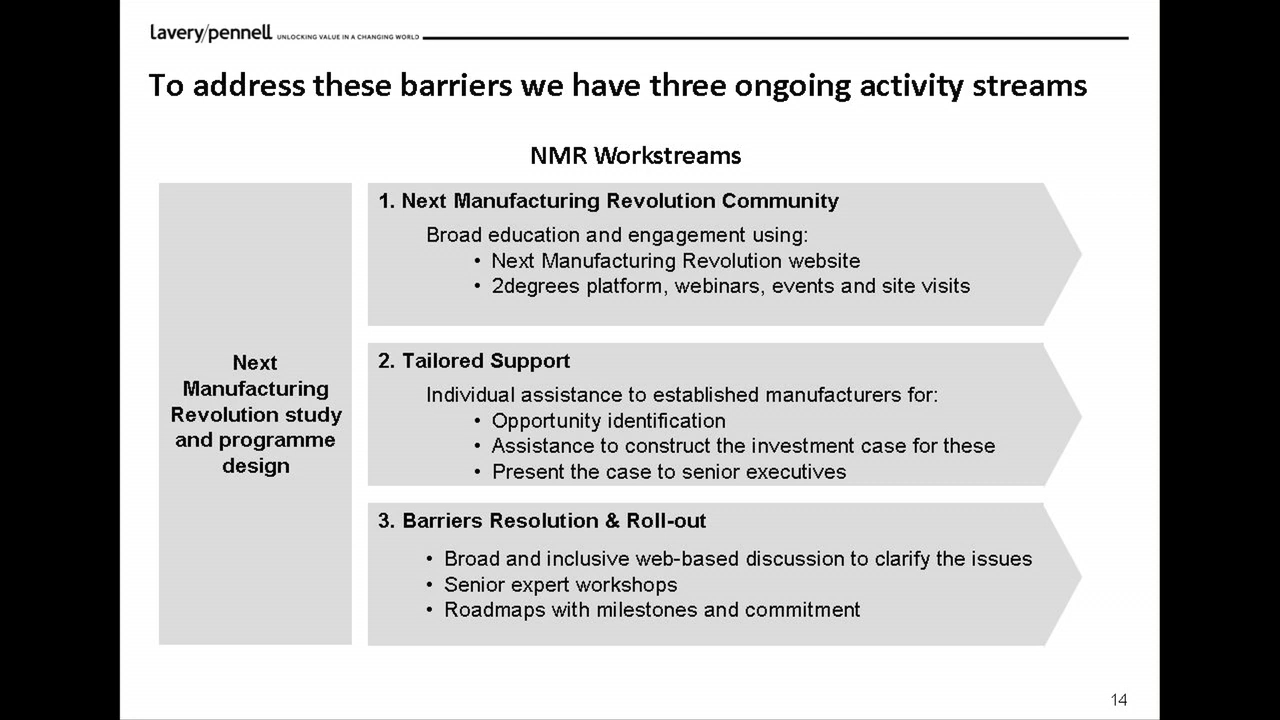 lavery/pennell UNLOCKING VALUE IN A CHANGING WORLD
To address these barriers we have three ongoing activity streams
NMR Workstreams
Next
Manufacturing
Revolution study
and programme
design
1. Next Manufacturing Revolution Community
Broad education and engagement using:
• Next Manufacturing Revolution website
• 2degrees platform, webinars, events and site visits
2. Tailored Support
Individual assistance to established manufacturers for:
• Opportunity identification
• Assistance to construct the investment case for these
• Present the case to senior executives
3. Barriers Resolution & Roll-out
• Broad and inclusive web-based discussion to clarify the issues
• Senior expert workshops
• Roadmaps with milestones and commitment
14